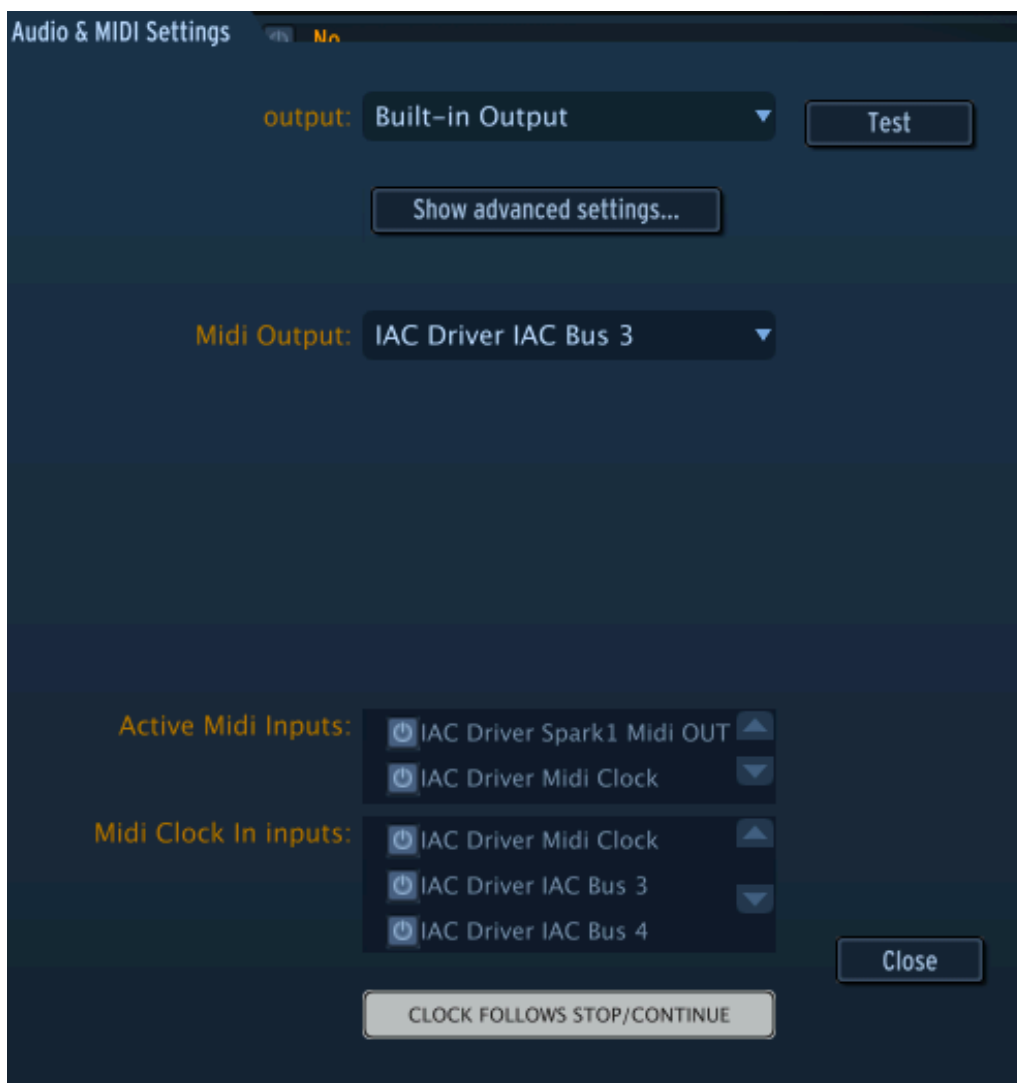 Audio & MIDI Settings
No
output: Built-in Output Test
Show advanced settings...
Midi Output: IAC Driver IAC Bus 3
Active Midi Inputs: IAC Driver Spark1 Midi OUT
IAC Driver Midi Clock
Midi Clock In inputs: IAC Driver Midi Clock
IAC Driver IAC Bus 3
IAC Driver IAC Bus 4
Close
CLOCK FOLLOWS STOP/CONTINUE